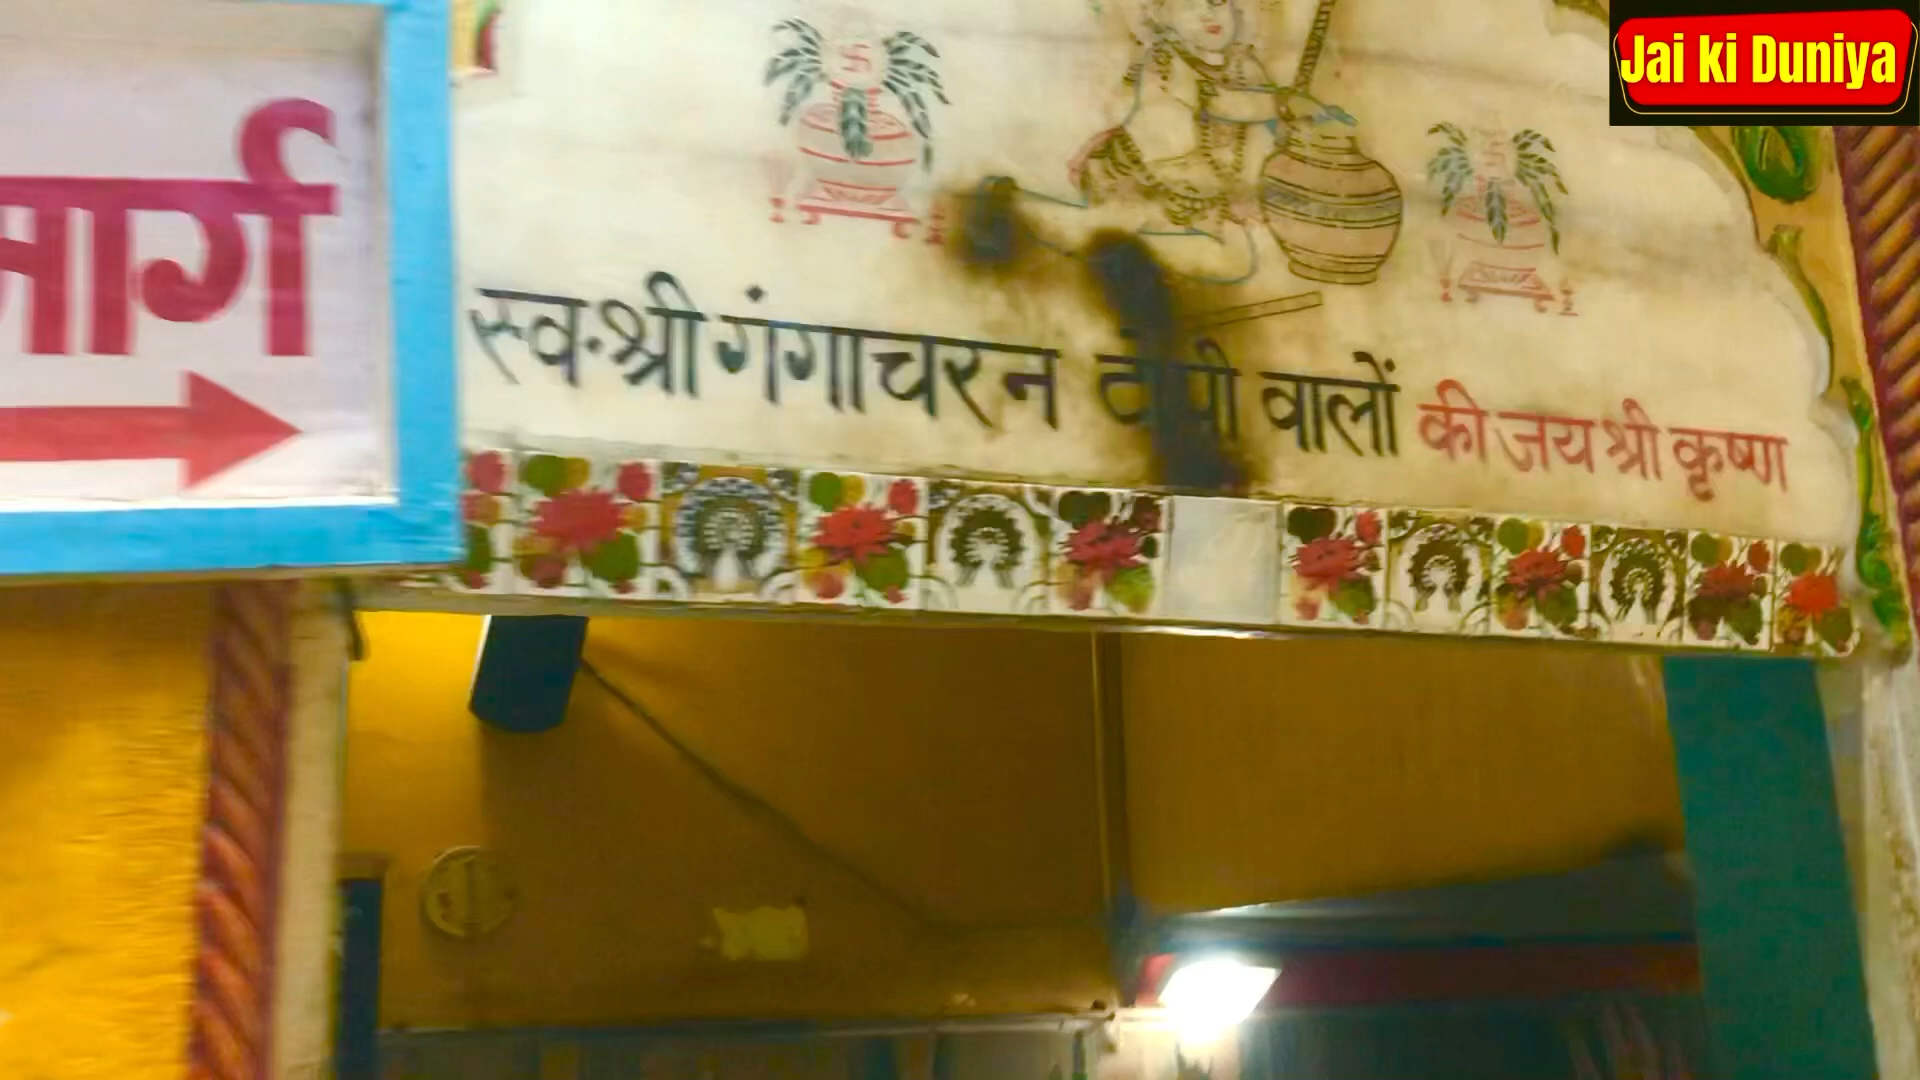 Jai ki Duniya
मार्ग
स्व.श्री गंगाचरन टोपी वालों की जय श्री कृष्ण